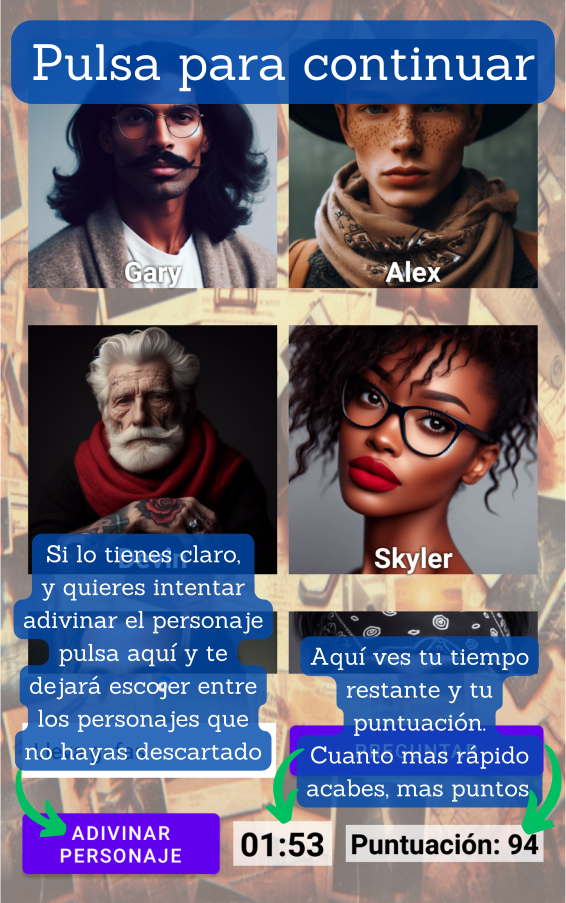 Pulsa para continuar
Gary
Alex
Devin
Skyler
Si lo tienes claro,
y quieres intentar
adivinar el personaje
pulsa aquí y te
dejará escoger entre
los personajes que
no hayas descartado
Aquí ves tu tiempo
restante y tu
puntuación.
Cuanto mas rápido
acabes, mas puntos
PREGUNTAR
ADIVINAR
PERSONAJE
01:53
Puntuación: 94